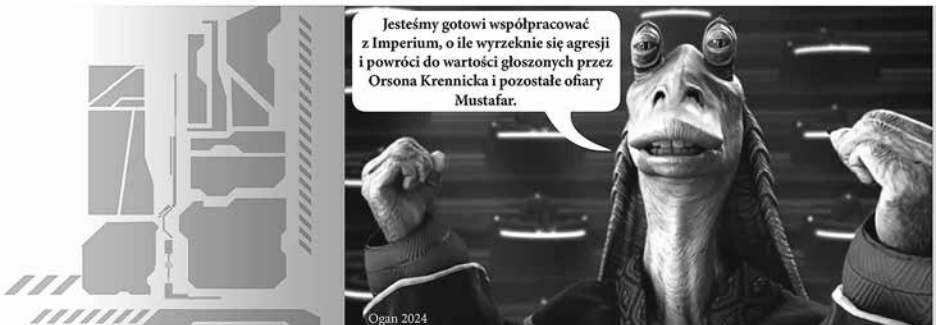 Jesteśmy gotowi współpracować
z Imperium, o ile wyrzeknie się agresji
i powróci do wartości głoszonych przez
Orsona Krennicka i pozostałe ofiary
Mustafar.
Ogan 2024